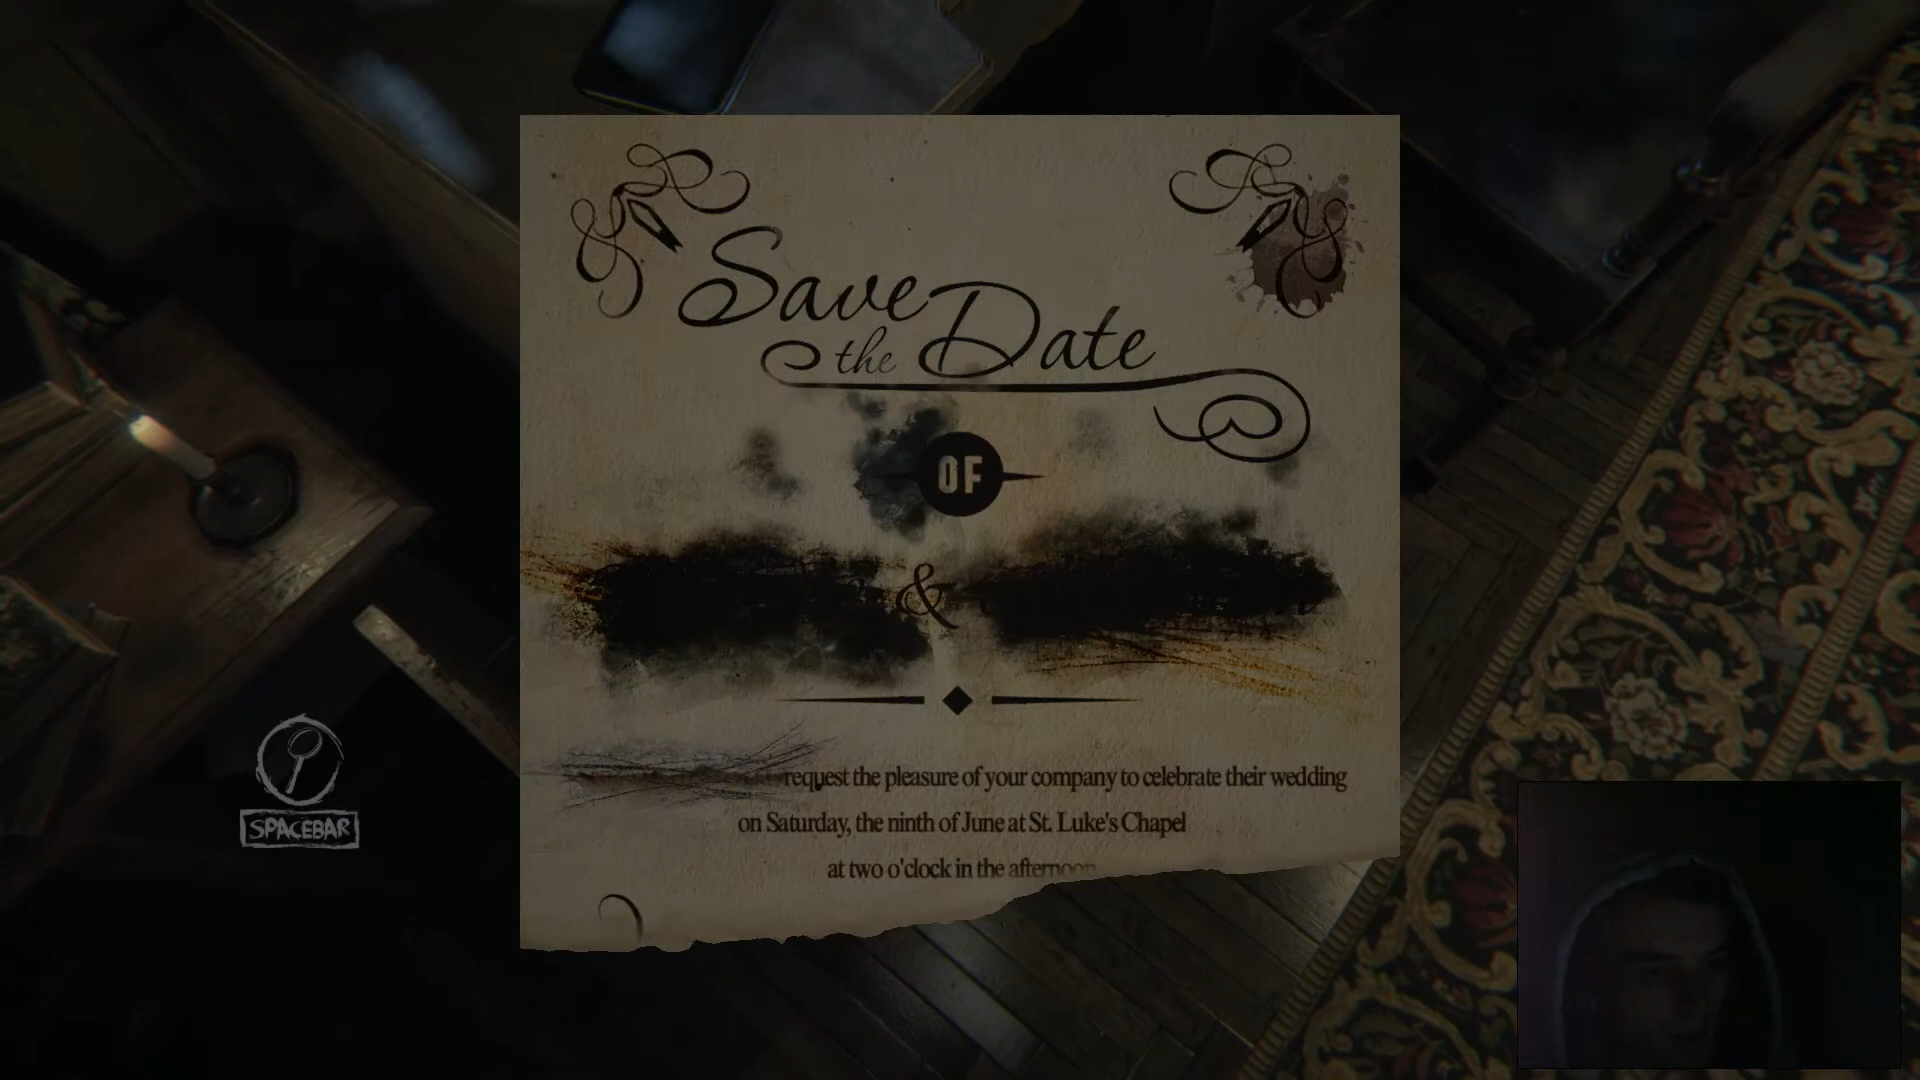 Save
the Date
OF
&
request the pleasure of your company to celebrate their wedding
on Saturday, the ninth of June at St. Luke's Chapel
at two o'clock in the afternoon
SPACEBAR